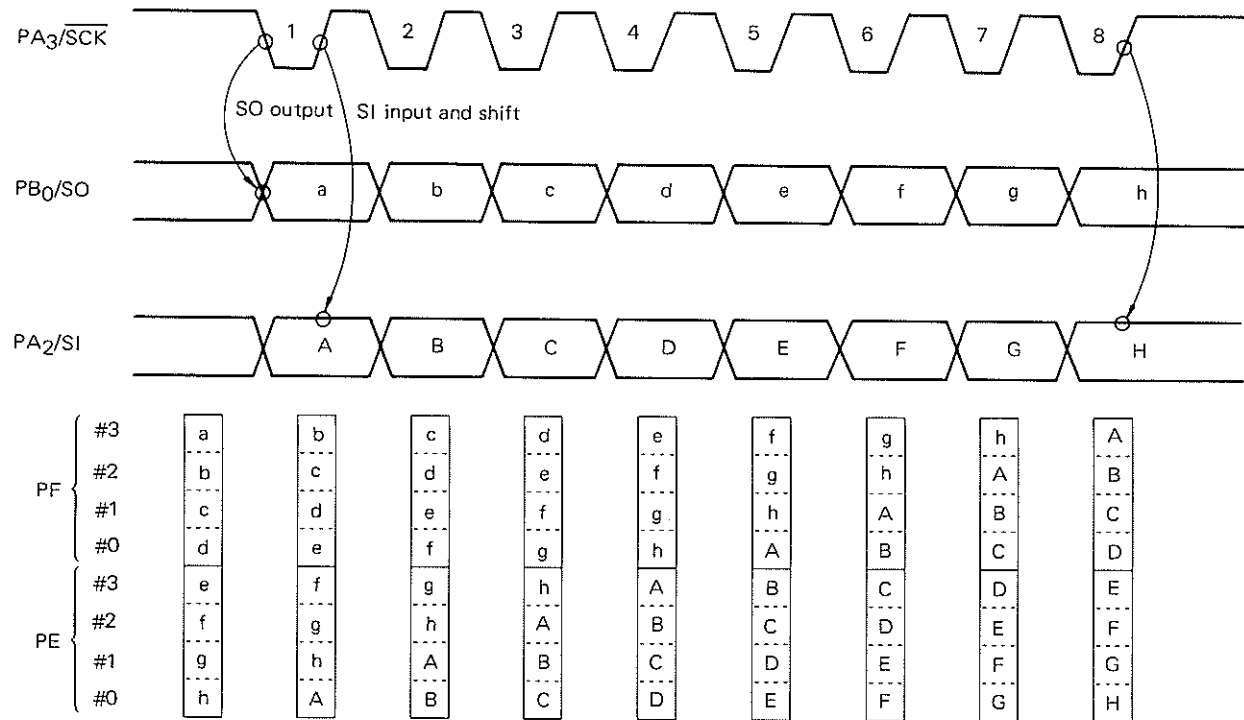 PA3/SCK 1 2 3 4 5 6 7 8
SO output SI input and shift
PB0/SO a b c d e f g h
PA2/SI A B C D E F G H
PF
#3 a b c d e f g h A
#2 b c d e f g h A B
#1 c d e f g h A B C
#0 d e f g h A B C D
PE
#3 e f g h A B C D E
#2 f g h A B C D E F
#1 g h A B C D E F G
#0 h A B C D E F G H